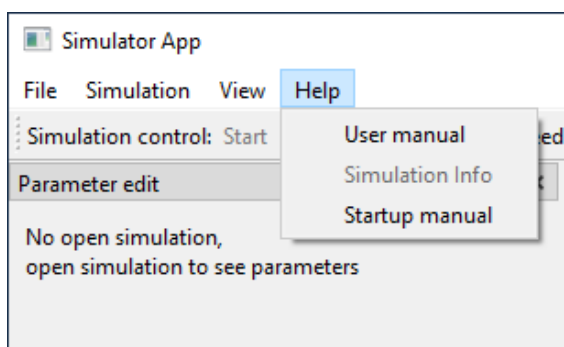 Simulator App
File Simulation View Help
Simulation control: Start
User manual
Simulation Info
Startup manual
Parameter edit
No open simulation,
open simulation to see parameters